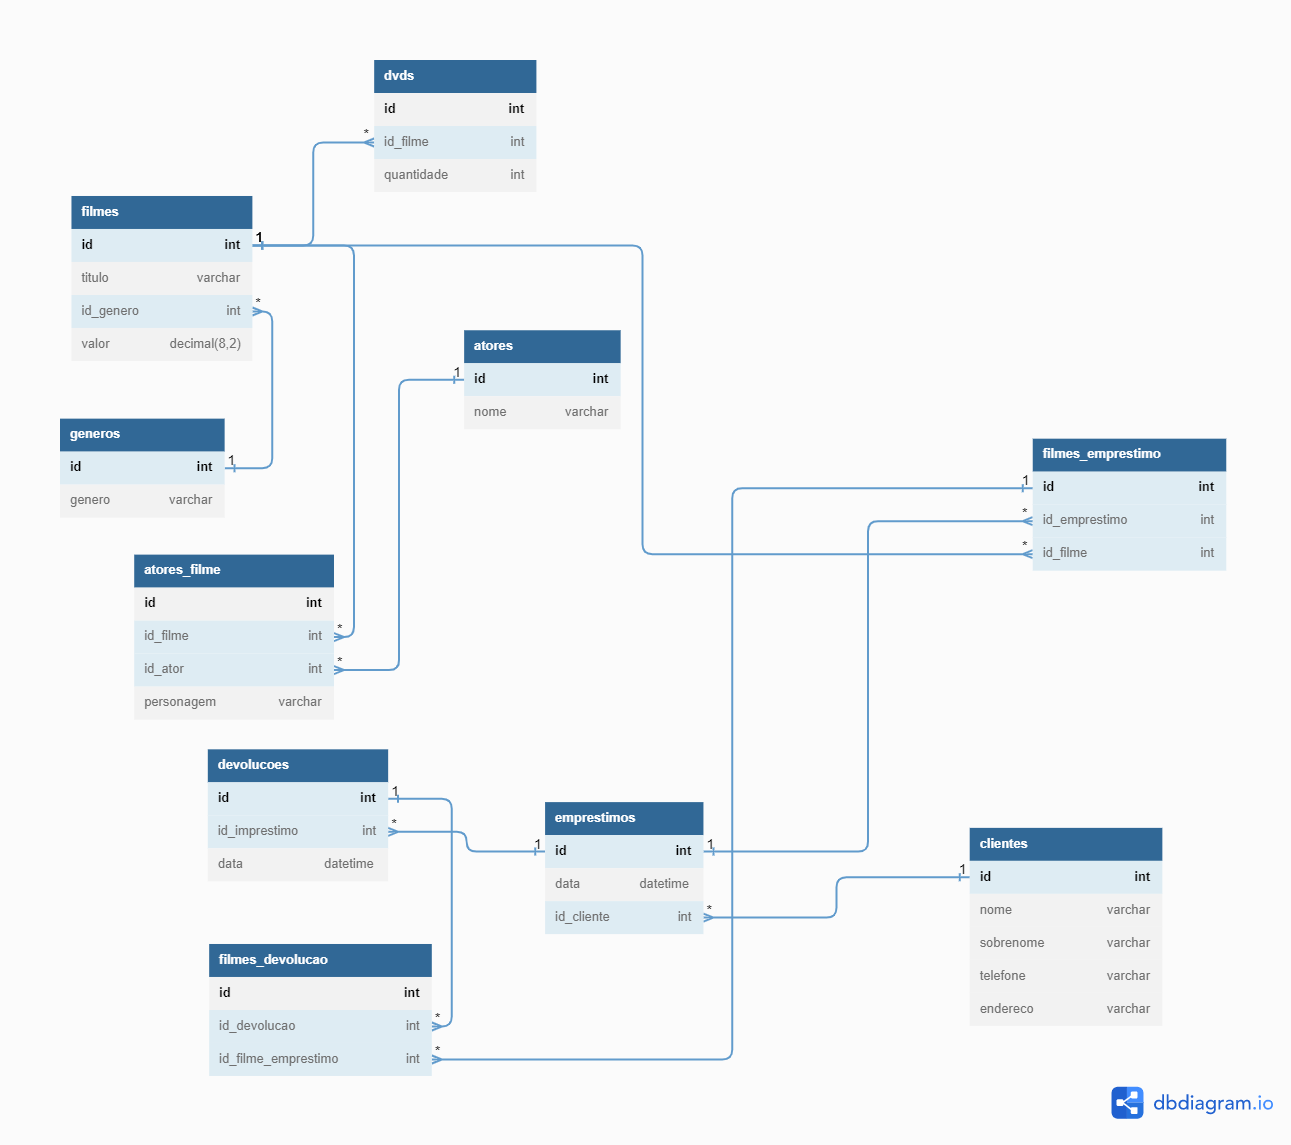 dvds
id int
* id_filme int
quantidade int
filmes
id int 1
titulo varchar
id_genero int *
valor decimal(8,2)
atores
1 id int
nome varchar
generos
id int 1
genero varchar
filmes_emprestimo
1 id int
* id_emprestimo int
* id_filme int
atores_filme
id int
id_filme int *
id_ator int *
personagem varchar
devolucoes
id int 1
id_imprestimo int *
data datetime
emprestimos
1 id int 1
data datetime
id_cliente int *
clientes
1 id int
nome varchar
sobrenome varchar
telefone varchar
endereco varchar
filmes_devolucao
id int
id_devolucao int *
id_filme_emprestimo int *
dbdiagram.io